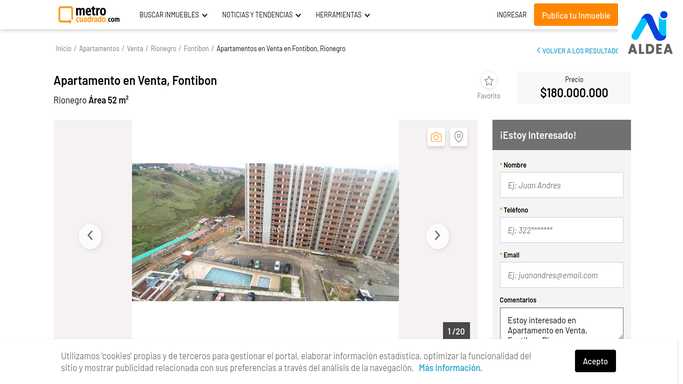 metro
cuadrado.com
BUSCAR INMUEBLES
NOTICIAS Y TENDENCIAS
HERRAMIENTAS
INGRESAR
Publica tu Inmueble
ALDEA
Inicio / Apartamentos / Venta / Rionegro / Fontibon / Apartamentos en Venta en Fontibon, Rionegro
VOLVER A LOS RESULTAD
Apartamento en Venta, Fontibon
Rionegro Área 52 m²
Favorito
Precio
$180.000.000
¡Estoy Interesado!
* Nombre
Ej: Juan Andres
* Teléfono
Ej: 322*******
* Email
Ej: juanandres@email.com
Comentarios
Estoy interesado en
Apartamento en Venta,
1 / 20
Utilizamos 'cookies' propias y de terceros para gestionar el portal, elaborar información estadística, optimizar la funcionalidad del
sitio y mostrar publicidad relacionada con sus preferencias a través del análisis de la navegación. Más información.
Acepto